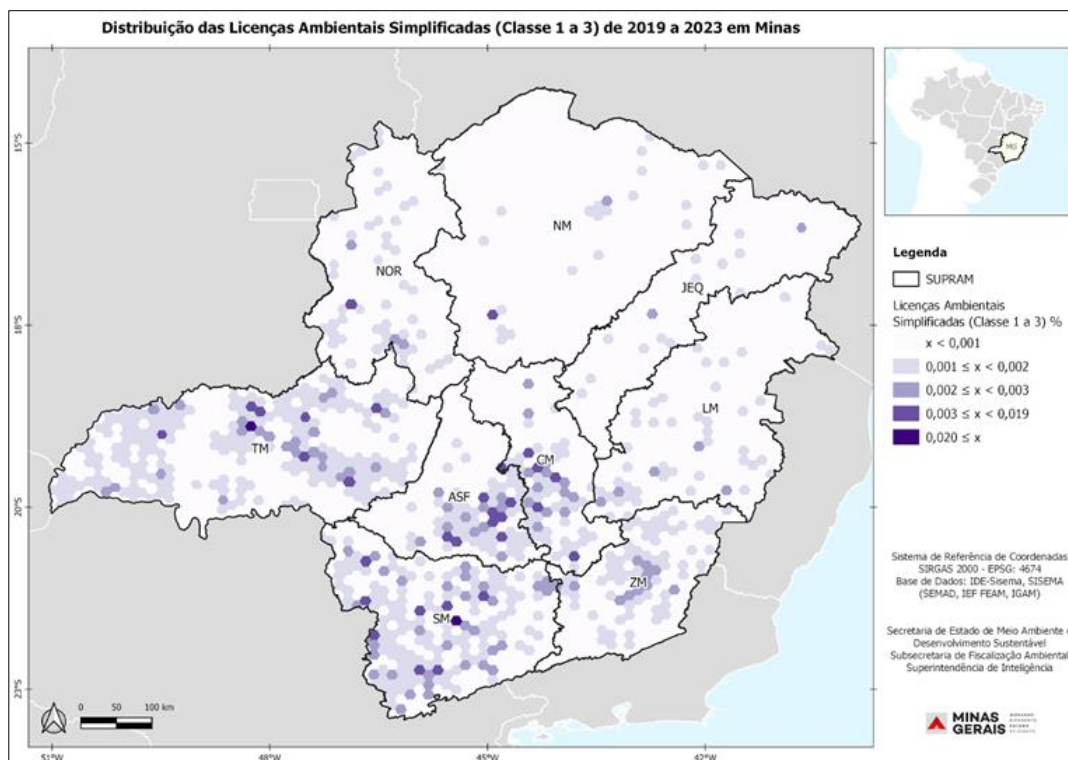 Distribuição das Licenças Ambientais Simplificadas (Classe 1 a 3) de 2019 a 2023 em Minas
15°S
18°S
20°S
23°S
51°W
48°W
45°W
42°W
NOR
NM
JEQ
LM
TM
CM
ASF
ZM
SM
0 50 100 km
MG
Legenda
SUPRAM
Licenças Ambientais
Simplificadas (Classe 1 a 3) %
x < 0,001
0,001 ≤ x < 0,002
0,002 ≤ x < 0,003
0,003 ≤ x < 0,019
0,020 ≤ x
Sistema de Referência de Coordenadas
SIRGAS 2000 - EPSG: 4674
Base de Dados: IDE-Sisema, SISEMA
(SEMAD, IEF FEAM, IGAM)
Secretaria de Estado de Meio Ambiente e
Desenvolvimento Sustentável
Subsecretaria de Fiscalização Ambiental
Superintendência de Inteligência
MINAS
GERAIS